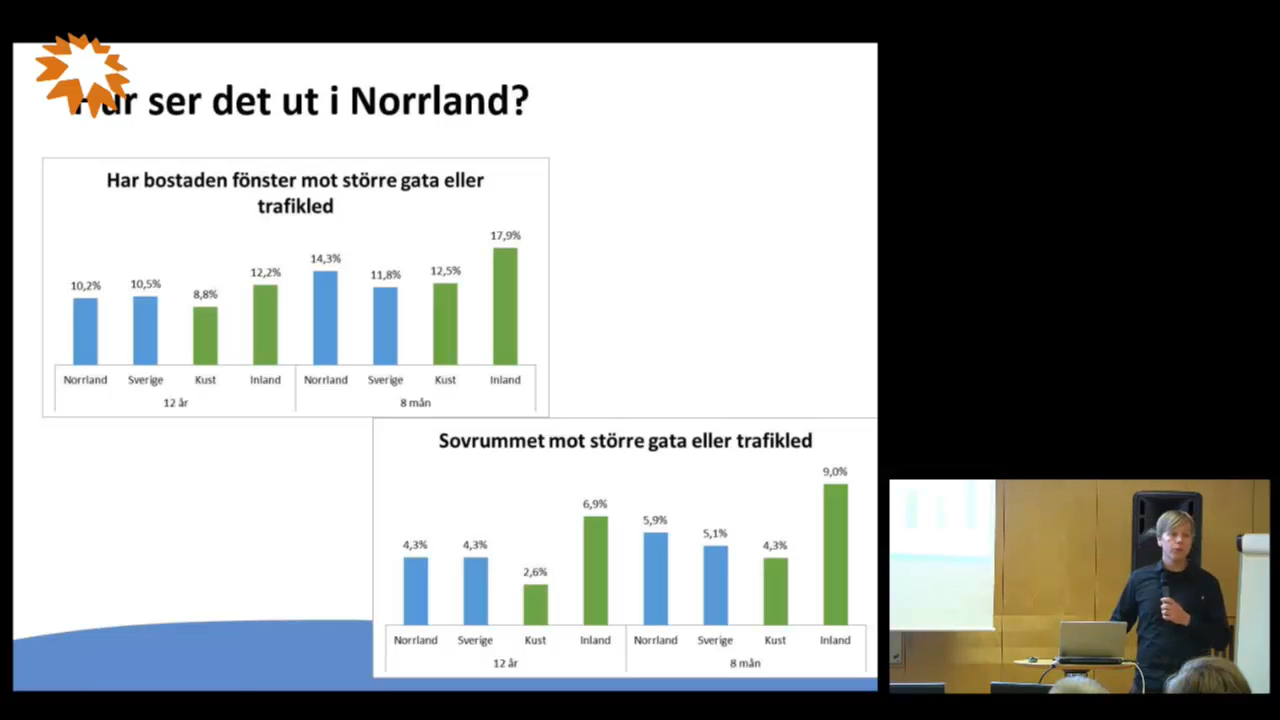 Hur ser det ut i Norrland?
Har bostaden fönster mot större gata eller
trafikled
10,2% 10,5% 8,8% 12,2% 14,3% 11,8% 12,5% 17,9%
Norrland Sverige Kust Inland Norrland Sverige Kust Inland
12 år 8 mån
Sovrummet mot större gata eller trafikled
4,3% 4,3% 2,6% 6,9% 5,9% 5,1% 4,3% 9,0%
Norrland Sverige Kust Inland Norrland Sverige Kust Inland
12 år 8 mån